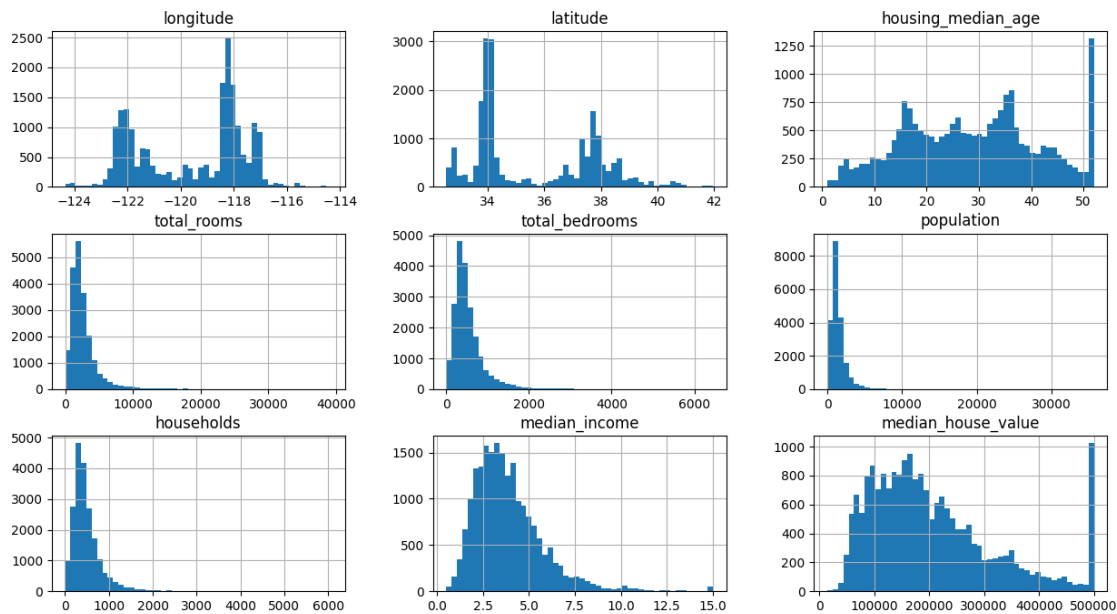 longitude
latitude
housing_median_age
2500
2000
1500
1000
500
0
−124 −122 −120 −118 −116 −114
3000
2000
1000
0
34 36 38 40 42
1250
1000
750
500
250
0
0 10 20 30 40 50
total_rooms
total_bedrooms
population
5000
4000
3000
2000
1000
0
0 10000 20000 30000 40000
5000
4000
3000
2000
1000
0
0 2000 4000 6000
8000
6000
4000
2000
0
0 10000 20000 30000
households
median_income
median_house_value
5000
4000
3000
2000
1000
0
0 1000 2000 3000 4000 5000 6000
1500
1000
500
0
0.0 2.5 5.0 7.5 10.0 12.5 15.0
1000
800
600
400
200
0
0 100000 200000 300000 400000 500000